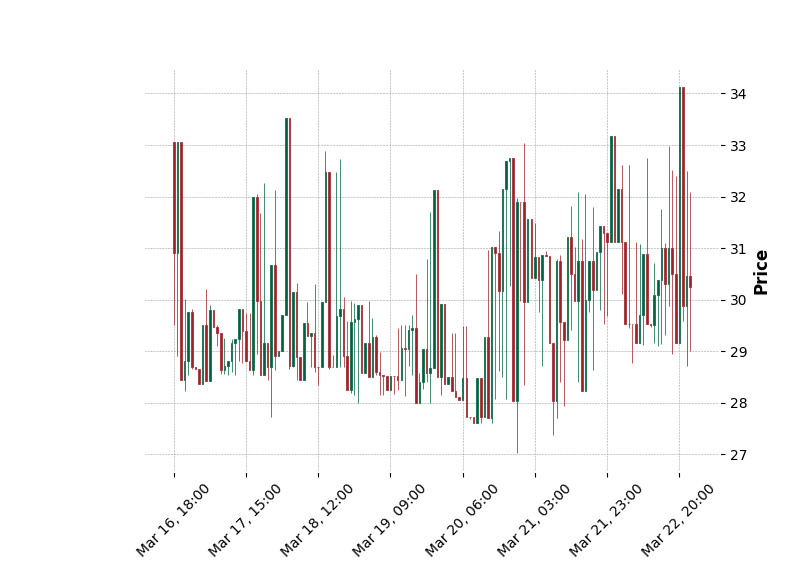 34
33
32
31
30
29
28
27
Price
Mar 16, 18:00
Mar 17, 15:00
Mar 18, 12:00
Mar 19, 09:00
Mar 20, 06:00
Mar 21, 03:00
Mar 21, 23:00
Mar 22, 20:00